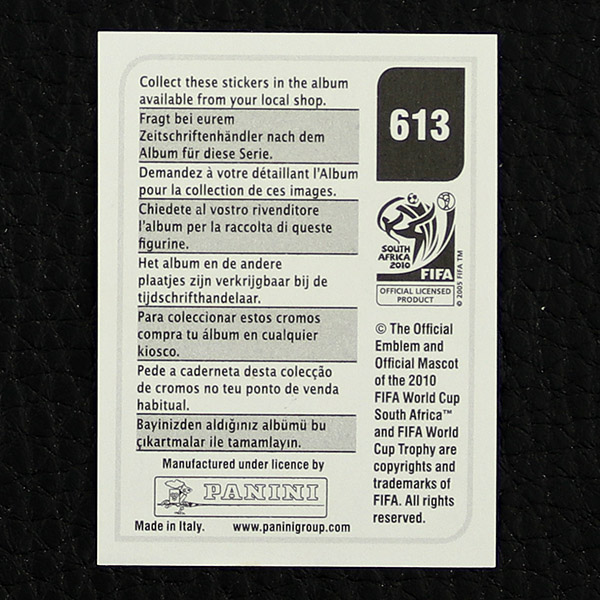 Collect these stickers in the album
available from your local shop.
Fragt bei eurem
Zeitschriftenhändler nach dem
Album für diese Serie.
Demandez à votre détaillant l'Album
pour la collection de ces images.
Chiedete al vostro rivenditore
l'album per la raccolta di queste
figurine.
Het album en de andere
plaatjes zijn verkrijgbaar bij de
tijdschrifthandelaar.
Para coleccionar estos cromos
compra tu álbum en cualquier
kiosco.
Pede a caderneta desta colecção
de cromos no teu ponto de venda
habitual.
Bayinizden aldığınız albümü bu
çıkartmalar ile tamamlayın.
Manufactured under licence by
PANINI
Made in Italy. www.paninigroup.com
613
SOUTH
AFRICA
2010
FIFA
OFFICIAL LICENSED
PRODUCT
© 2005 FIFA TM
© The Official
Emblem and
Official Mascot
of the 2010
FIFA World Cup
South Africa™
and FIFA World
Cup Trophy are
copyrights and
trademarks of
FIFA. All rights
reserved.